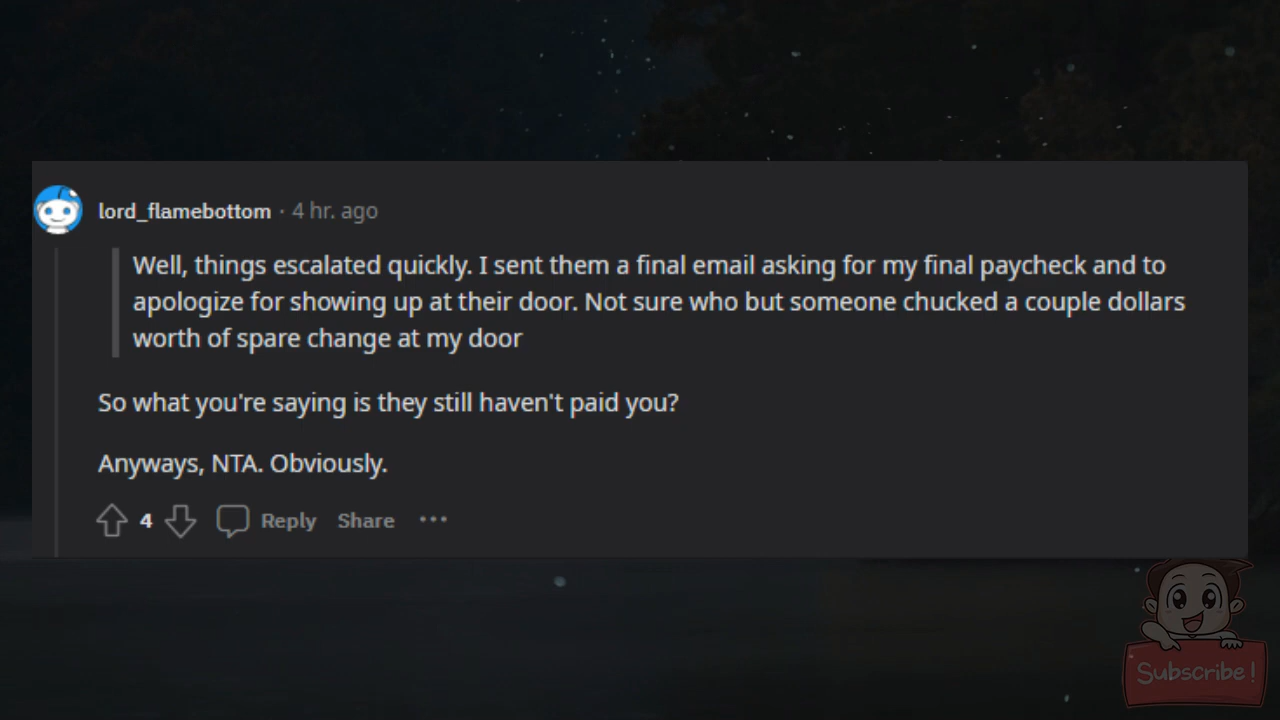 lord_flamebottom · 4 hr. ago
Well, things escalated quickly. I sent them a final email asking for my final paycheck and to
apologize for showing up at their door. Not sure who but someone chucked a couple dollars
worth of spare change at my door
So what you're saying is they still haven't paid you?
Anyways, NTA. Obviously.
4 Reply Share ···
Subscribe!